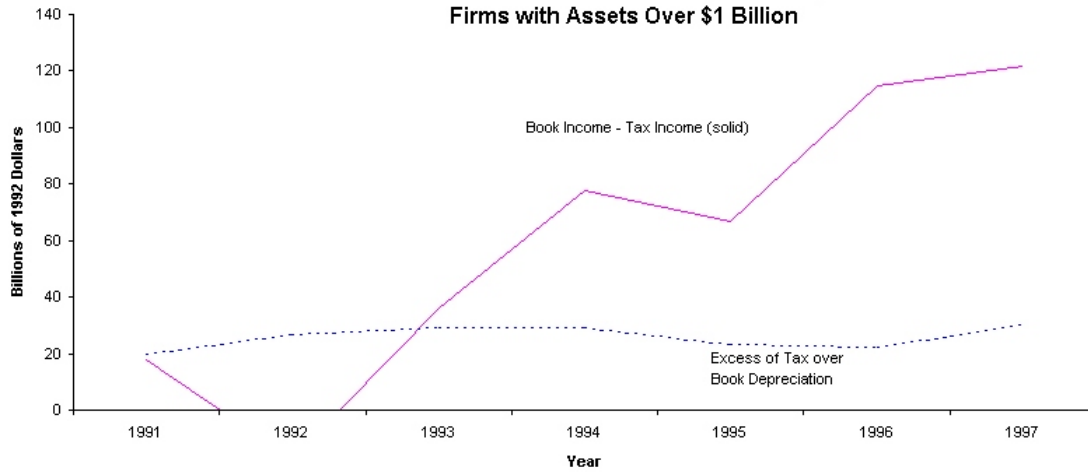 Firms with Assets Over $1 Billion
140
120
100
80
60
40
20
0
Billions of 1992 Dollars
Book Income - Tax Income (solid)
Excess of Tax over
Book Depreciation
1991
1992
1993
1994
1995
1996
1997
Year